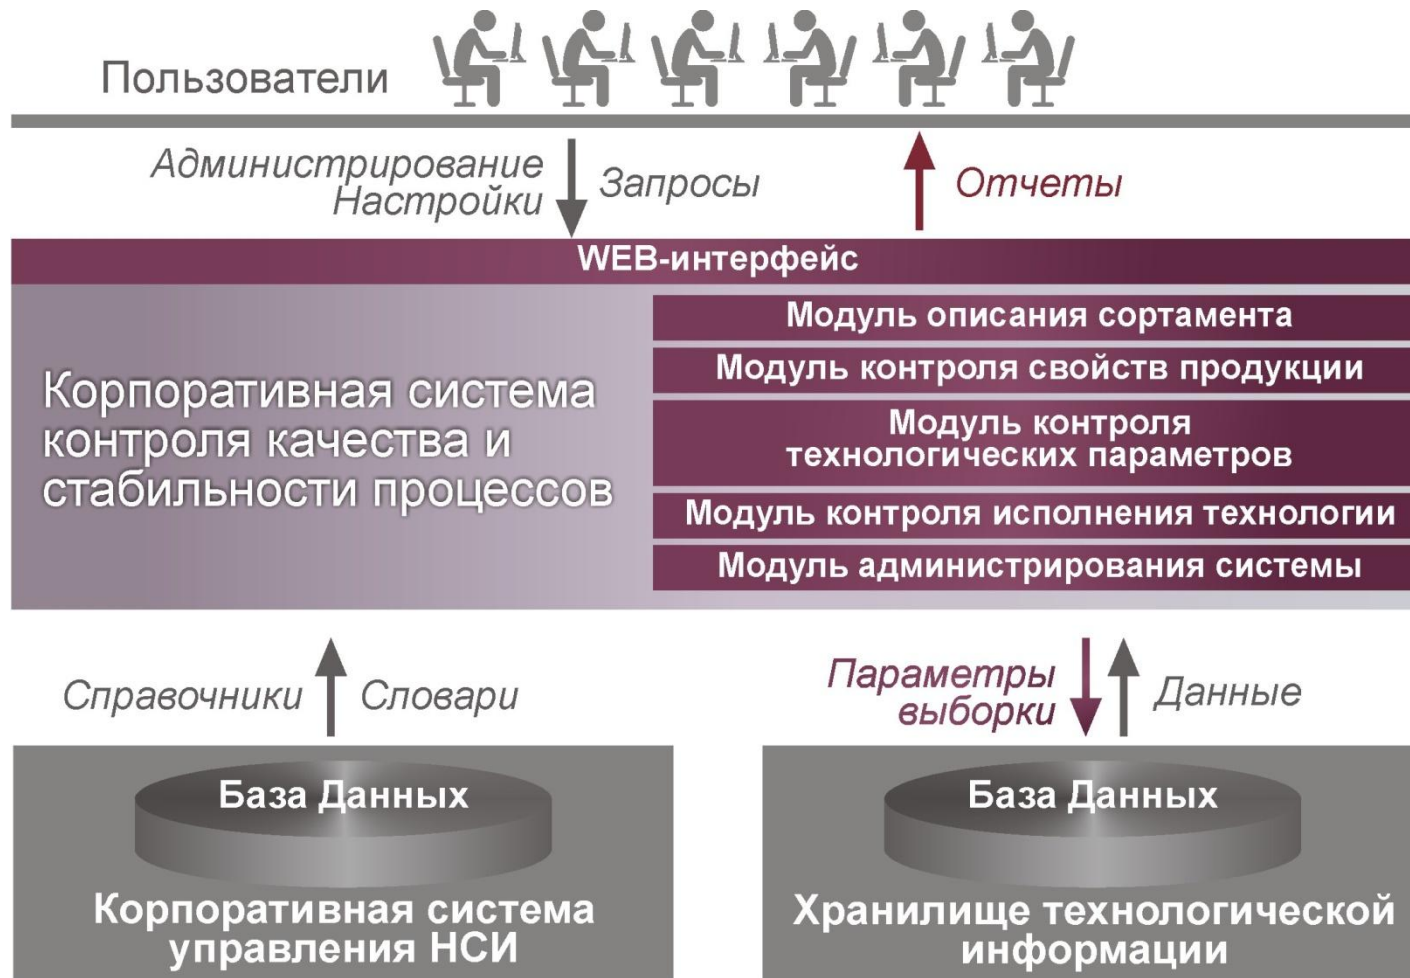 Пользователи
Администрирование
Настройки
Запросы
Отчеты
WEB-интерфейс
Корпоративная система
контроля качества и
стабильности процессов
Модуль описания сортамента
Модуль контроля свойств продукции
Модуль контроля
технологических параметров
Модуль контроля исполнения технологии
Модуль администрирования системы
Справочники
Словари
Параметры
выборки
Данные
База Данных
Корпоративная система
управления НСИ
База Данных
Хранилище технологической
информации